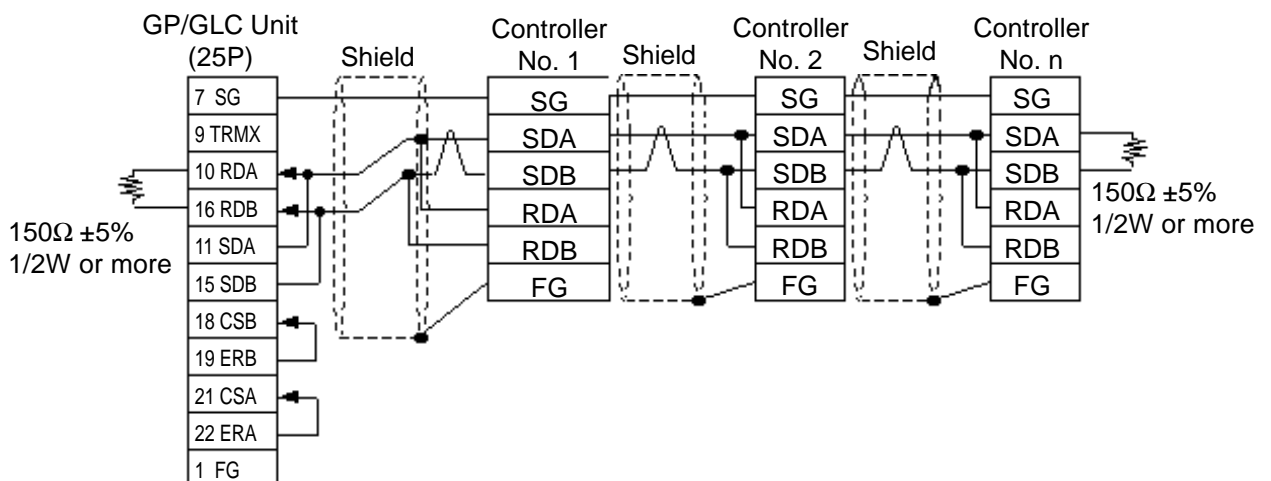 GP/GLC Unit
(25P)
Shield
Controller
No. 1
Shield
Controller
No. 2
Shield
Controller
No. n
7 SG
9 TRMX
10 RDA
16 RDB
11 SDA
15 SDB
18 CSB
19 ERB
21 CSA
22 ERA
1 FG
150Ω ±5%
1/2W or more
SG
SDA
SDB
RDA
RDB
FG
SG
SDA
SDB
RDA
RDB
FG
SG
SDA
SDB
RDA
RDB
FG
150Ω ±5%
1/2W or more